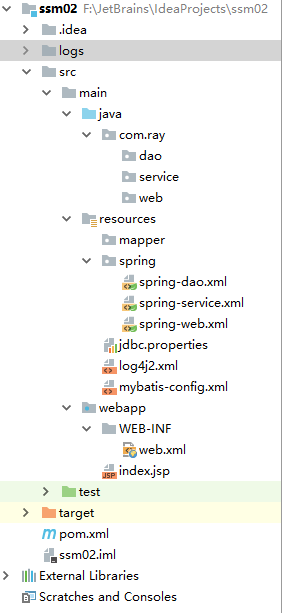 ssm02 F:\JetBrains\IdeaProjects\ssm02
.idea
logs
src
main
java
com.ray
dao
service
web
resources
mapper
spring
spring-dao.xml
spring-service.xml
spring-web.xml
jdbc.properties
log4j2.xml
mybatis-config.xml
webapp
WEB-INF
web.xml
JSP index.jsp
test
target
m pom.xml
ssm02.iml
External Libraries
Scratches and Consoles